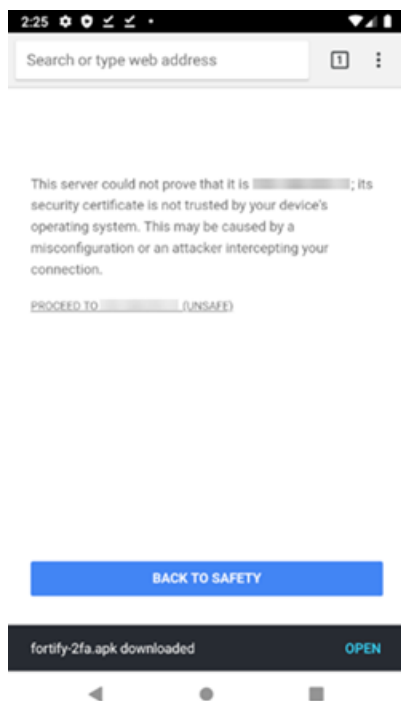 2:25
Search or type web address
1
This server could not prove that it is ; its
security certificate is not trusted by your device's
operating system. This may be caused by a
misconfiguration or an attacker intercepting your
connection.
PROCEED TO (UNSAFE)
BACK TO SAFETY
fortify-2fa.apk downloaded OPEN